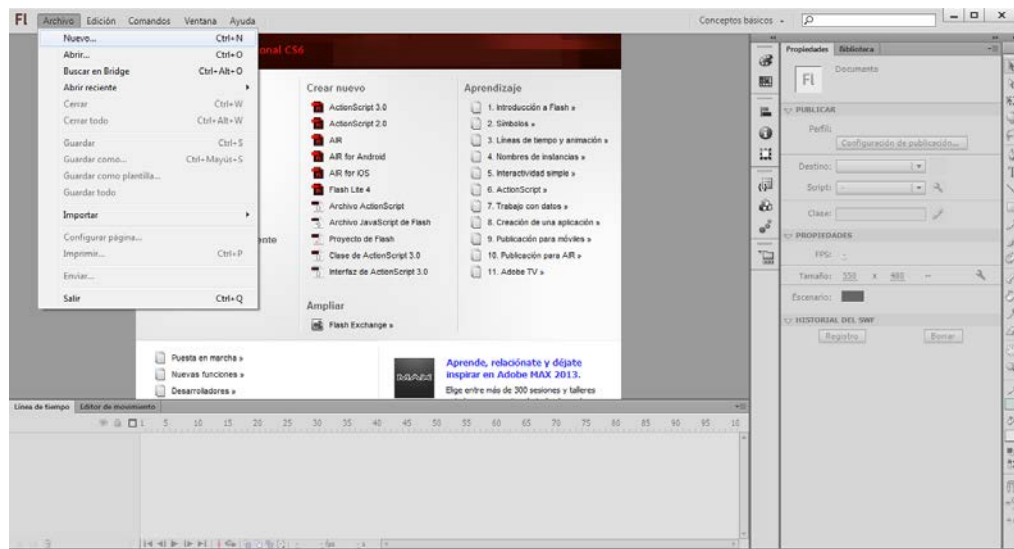 Fl Archivo Edición Comandos Ventana Ayuda Conceptos básicos
Nuevo... Ctrl+N
Abrir... Ctrl+O
Buscar en Bridge Ctrl+Alt+O
Abrir reciente
Cerrar Ctrl+W
Cerrar todo Ctrl+Alt+W
Guardar Ctrl+S
Guardar como... Ctrl+Mayús+S
Guardar como plantilla...
Guardar todo
Importar
Configurar página...
Imprimir... Ctrl+P
Enviar...
Salir Ctrl+Q
onal CS6
Crear nuevo
ActionScript 3.0
ActionScript 2.0
AIR
AIR for Android
AIR for iOS
Flash Lite 4
Archivo ActionScript
Archivo JavaScript de Flash
Proyecto de Flash
Clase de ActionScript 3.0
Interfaz de ActionScript 3.0
Ampliar
Flash Exchange »
Aprendizaje
1. Introducción a Flash »
2. Símbolos »
3. Líneas de tiempo y animación »
4. Nombres de instancias »
5. Interactividad simple »
6. ActionScript »
7. Trabajo con datos »
8. Creación de una aplicación »
9. Publicación para móviles »
10. Publicación para AIR »
11. Adobe TV »
ente
Puesta en marcha »
Nuevas funciones »
Desarrolladores »
MAX
Aprende, relaciónate y déjate
inspirar en Adobe MAX 2013.
Elige entre más de 300 sesiones y talleres
Propiedades Biblioteca
Fl Documento
PUBLICAR
Perfil:
Configuración de publicación...
Destino:
Script: -
Clase:
PROPIEDADES
FPS: -
Tamaño: 550 x 400
Escenario:
HISTORIAL DEL SWF
Registro Borrar
Línea de tiempo Editor de movimiento
1 5 10 15 20 25 30 35 40 45 50 55 60 65 70 75 80 85 90 95 10